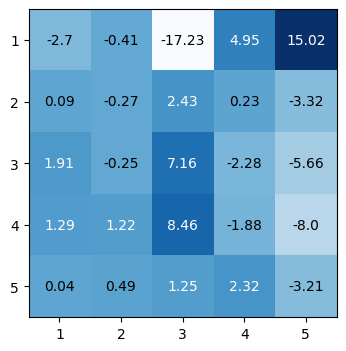 1 -2.7 -0.41 -17.23 4.95 15.02
2 0.09 -0.27 2.43 0.23 -3.32
3 1.91 -0.25 7.16 -2.28 -5.66
4 1.29 1.22 8.46 -1.88 -8.0
5 0.04 0.49 1.25 2.32 -3.21
1 2 3 4 5